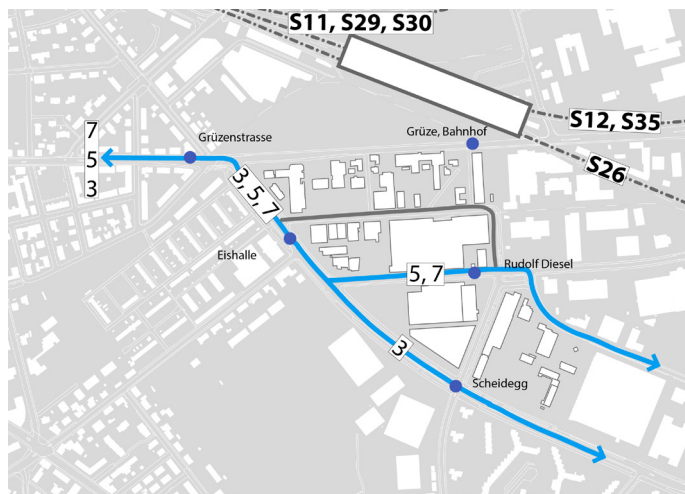 S11, S29, S30
S12, S35
S26
Grüze, Bahnhof
Grüzenstrasse
7
5
3
3, 5, 7
Eishalle
5, 7
Rudolf Diesel
3
Scheidegg